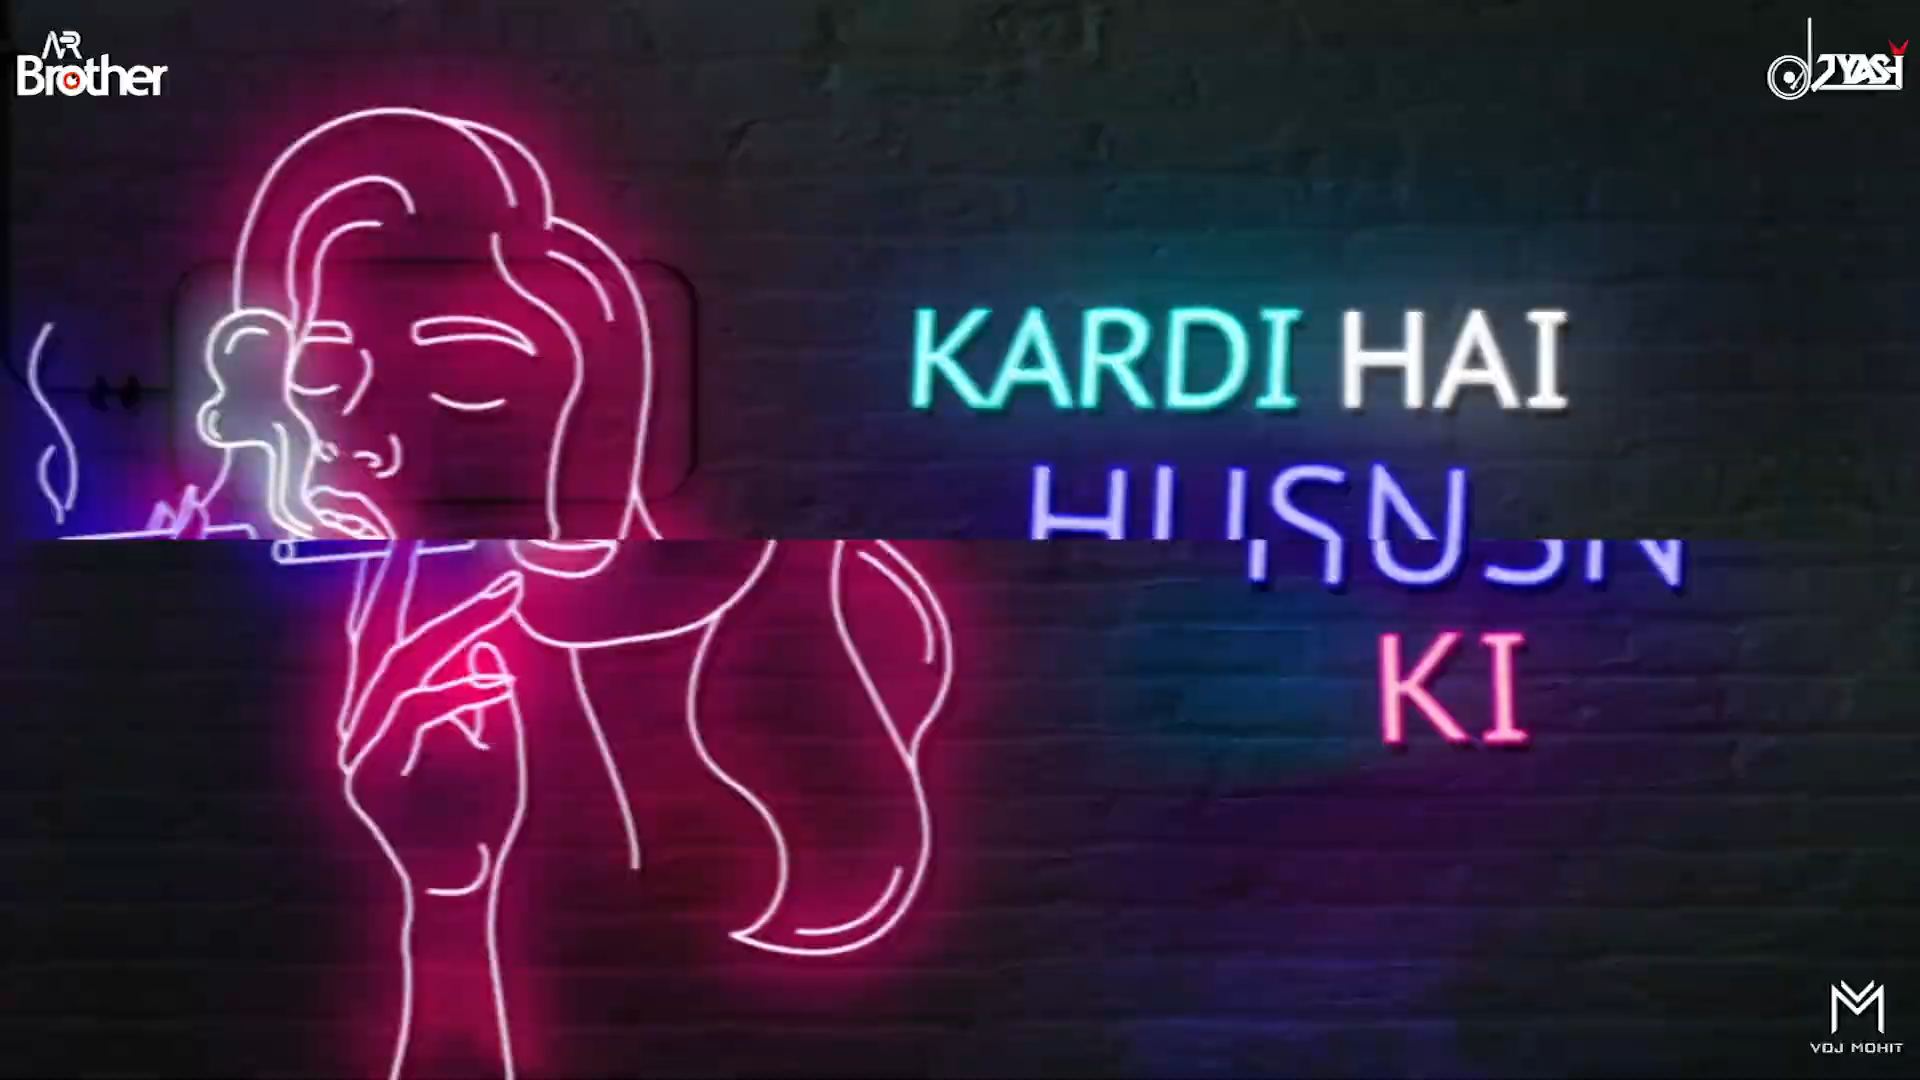 AR
Brother
DJ YASH
KARDI HAI
HUSN
KI
VDJ MOHIT